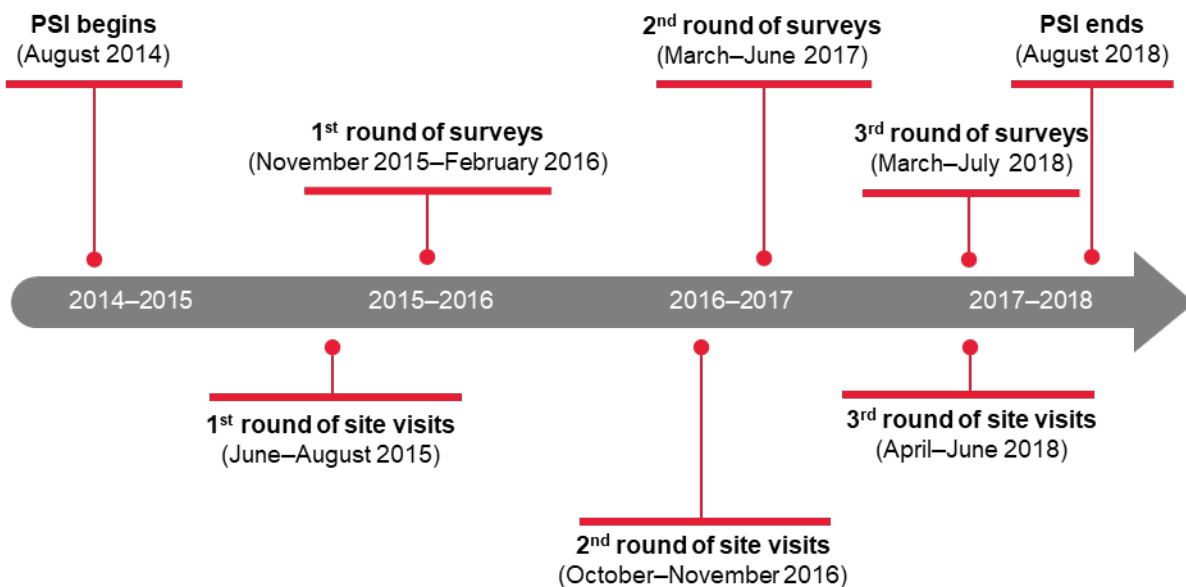 PSI begins
(August 2014)
2nd round of surveys
(March–June 2017)
PSI ends
(August 2018)
1st round of surveys
(November 2015–February 2016)
3rd round of surveys
(March–July 2018)
2014–2015
2015–2016
2016–2017
2017–2018
1st round of site visits
(June–August 2015)
3rd round of site visits
(April–June 2018)
2nd round of site visits
(October–November 2016)